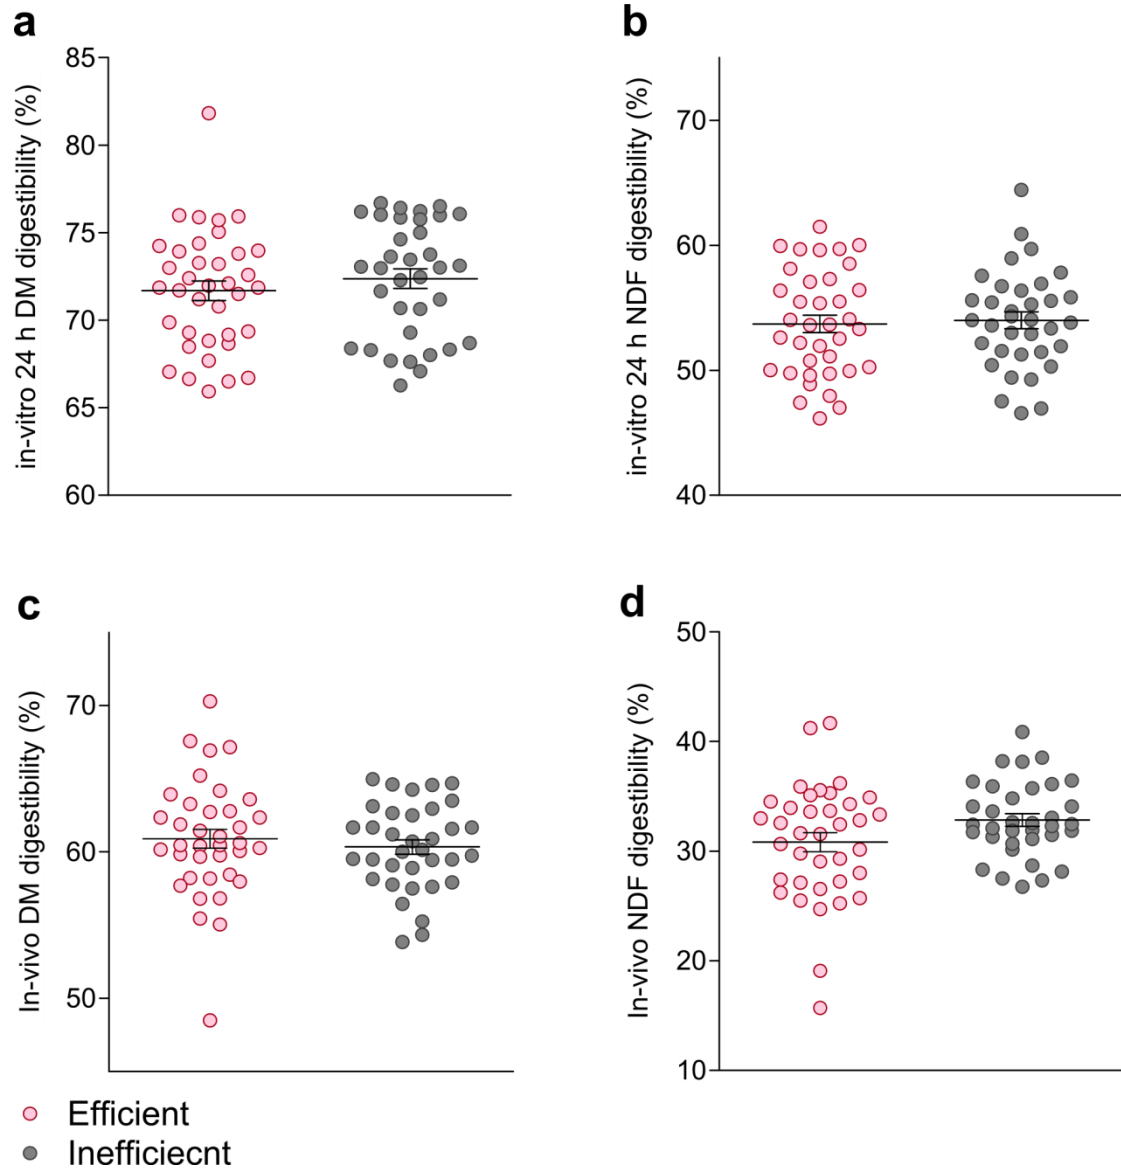 a
in-vitro 24 h DM digestibility (%)
85
80
75
70
65
60
b
in-vitro 24 h NDF digestibility (%)
70
60
50
40
c
In-vivo DM digestibility (%)
70
60
50
d
In-vivo NDF digestibility (%)
50
40
30
20
10
Efficient
Inefficiecnt